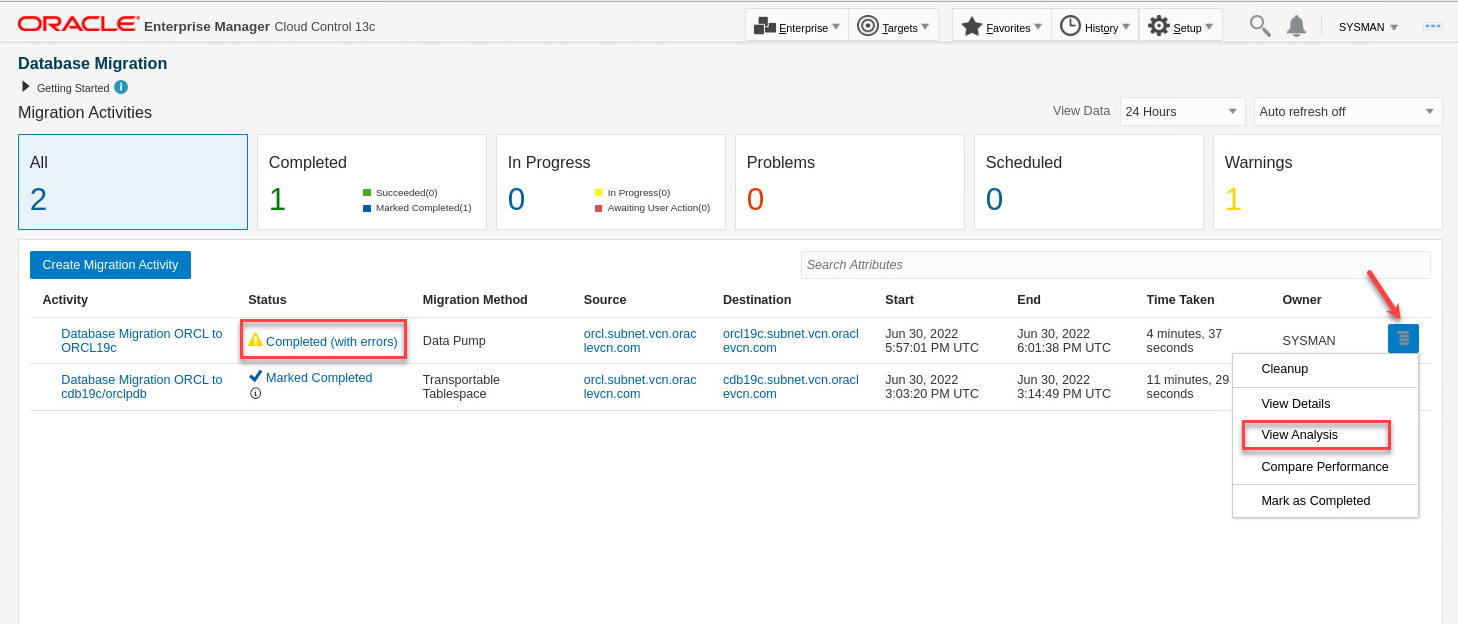 ORACLE Enterprise Manager Cloud Control 13c Enterprise Targets Favorites History Setup SYSMAN
Database Migration
Getting Started
Migration Activities View Data 24 Hours Auto refresh off
All Completed In Progress Problems Scheduled Warnings
2 1 Succeeded(0) 0 In Progress(0) 0 0 1
Marked Completed(1) Awaiting User Action(0)
Create Migration Activity Search Attributes
Activity Status Migration Method Source Destination Start End Time Taken Owner
Database Migration ORCL to
ORCL19c
Completed (with errors)
Data Pump
orcl.subnet.vcn.orac
levcn.com
orcl19c.subnet.vcn.oracl
evcn.com
Jun 30, 2022
5:57:01 PM UTC
Jun 30, 2022
6:01:38 PM UTC
4 minutes, 37
seconds
SYSMAN
Database Migration ORCL to
cdb19c/orclpdb
Marked Completed
Transportable
Tablespace
orcl.subnet.vcn.orac
levcn.com
cdb19c.subnet.vcn.oracl
evcn.com
Jun 30, 2022
3:03:20 PM UTC
Jun 30, 2022
3:14:49 PM UTC
11 minutes, 29
seconds
Cleanup
View Details
View Analysis
Compare Performance
Mark as Completed